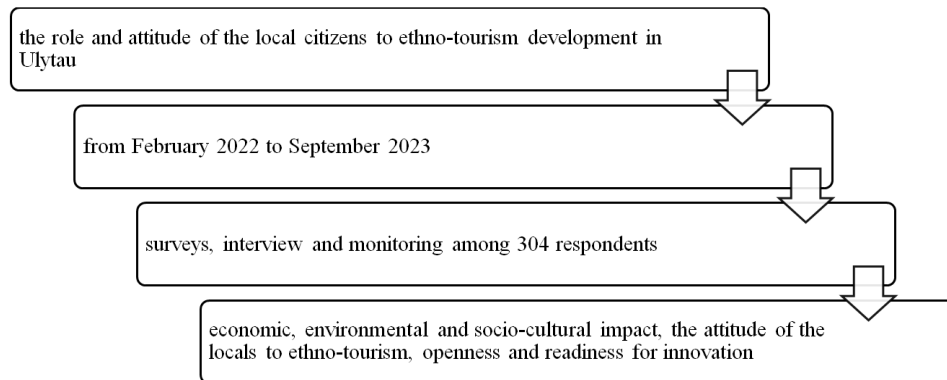 the role and attitude of the local citizens to ethno-tourism development in
Ulytau
from February 2022 to September 2023
surveys, interview and monitoring among 304 respondents
economic, environmental and socio-cultural impact, the attitude of the
locals to ethno-tourism, openness and readiness for innovation